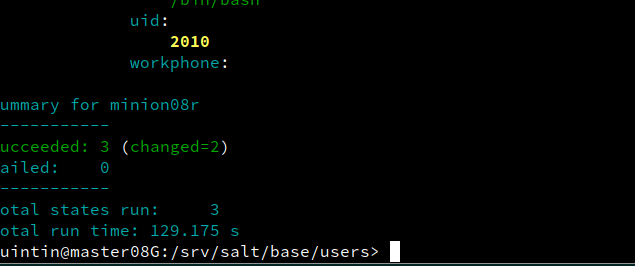 /bin/bash
uid:
2010
workphone:
ummary for minion08r
-----------
ucceeded: 3 (changed=2)
ailed:    0
-----------
otal states run:     3
otal run time: 129.175 s
uintin@master08G:/srv/salt/base/users>